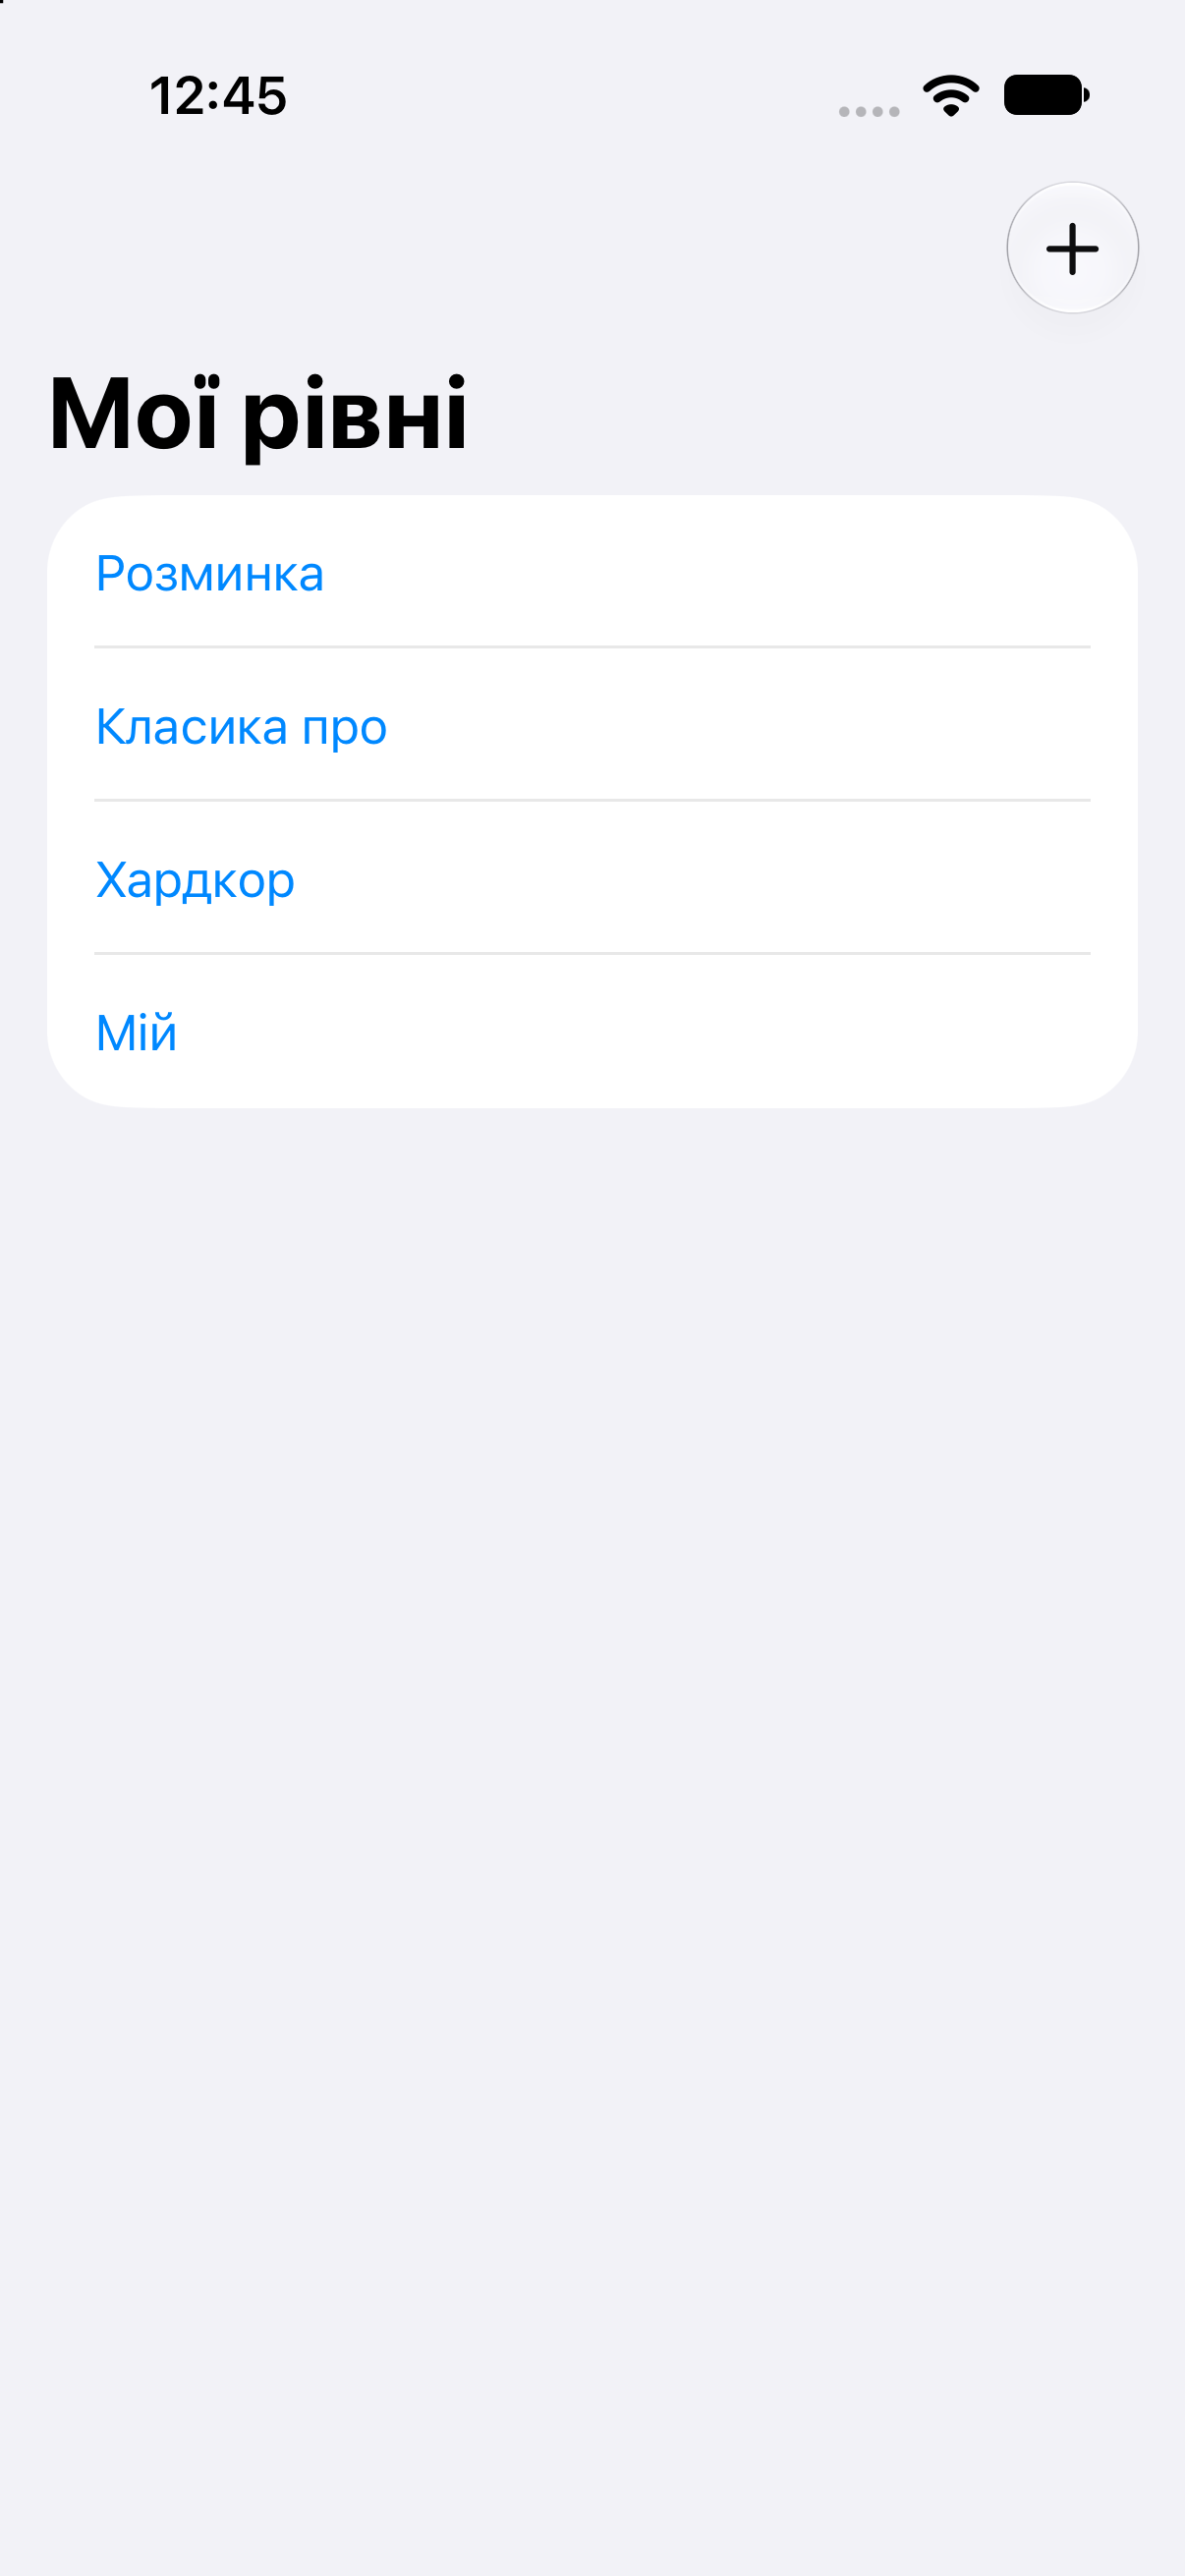 12:45
Мої рівні
Розминка
Класика про
Хардкор
Мій